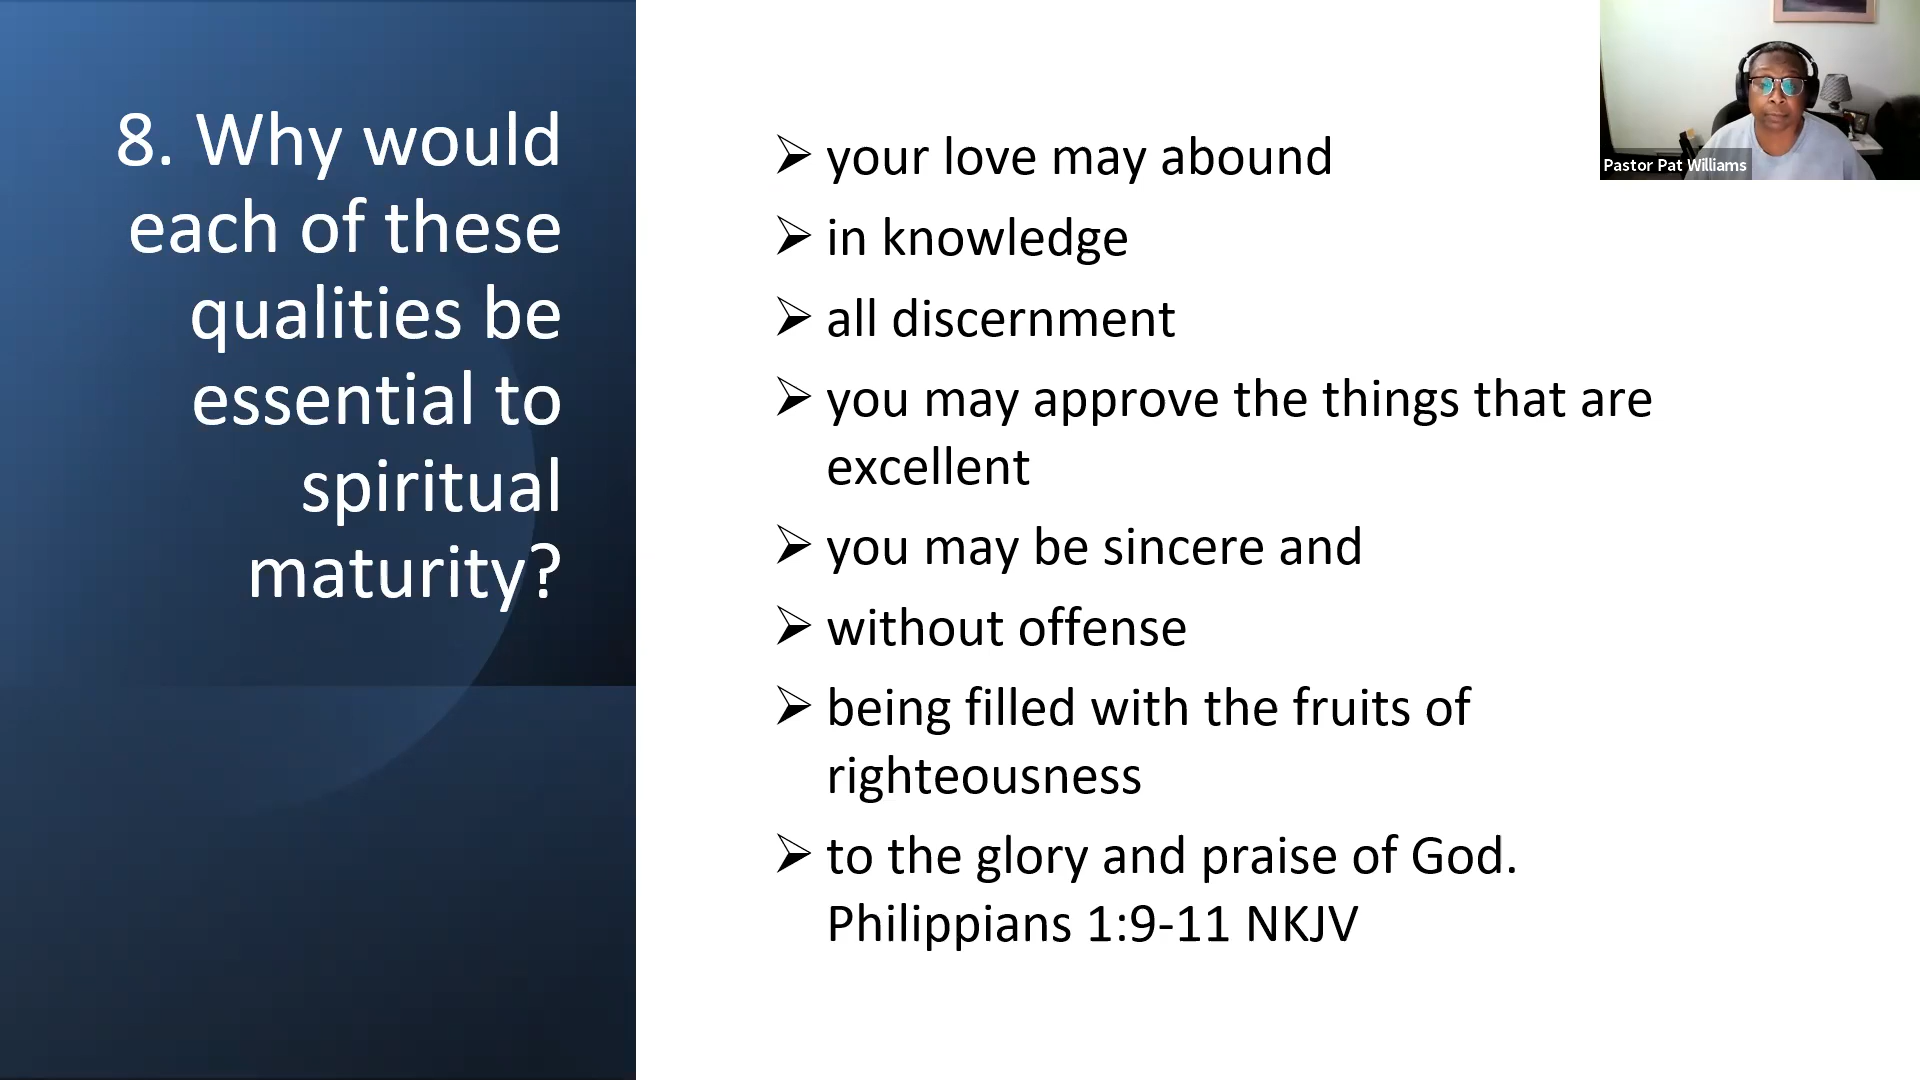 8. Why would
each of these
qualities be
essential to
spiritual
maturity?
➢ your love may abound
➢ in knowledge
➢ all discernment
➢ you may approve the things that are
excellent
➢ you may be sincere and
➢ without offense
➢ being filled with the fruits of
righteousness
➢ to the glory and praise of God.
Philippians 1:9-11 NKJV
Pastor Pat Williams